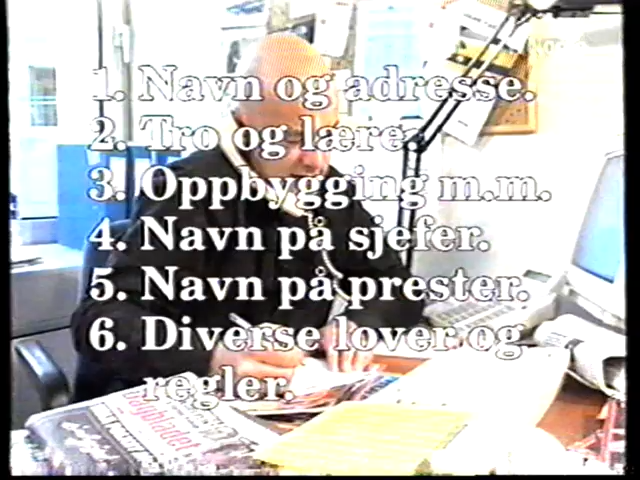 1. Navn og adresse.
2. Tro og lære.
3. Oppbygging m.m.
4. Navn på sjefer.
5. Navn på prester.
6. Diverse lover og
regler.
Dagbladet